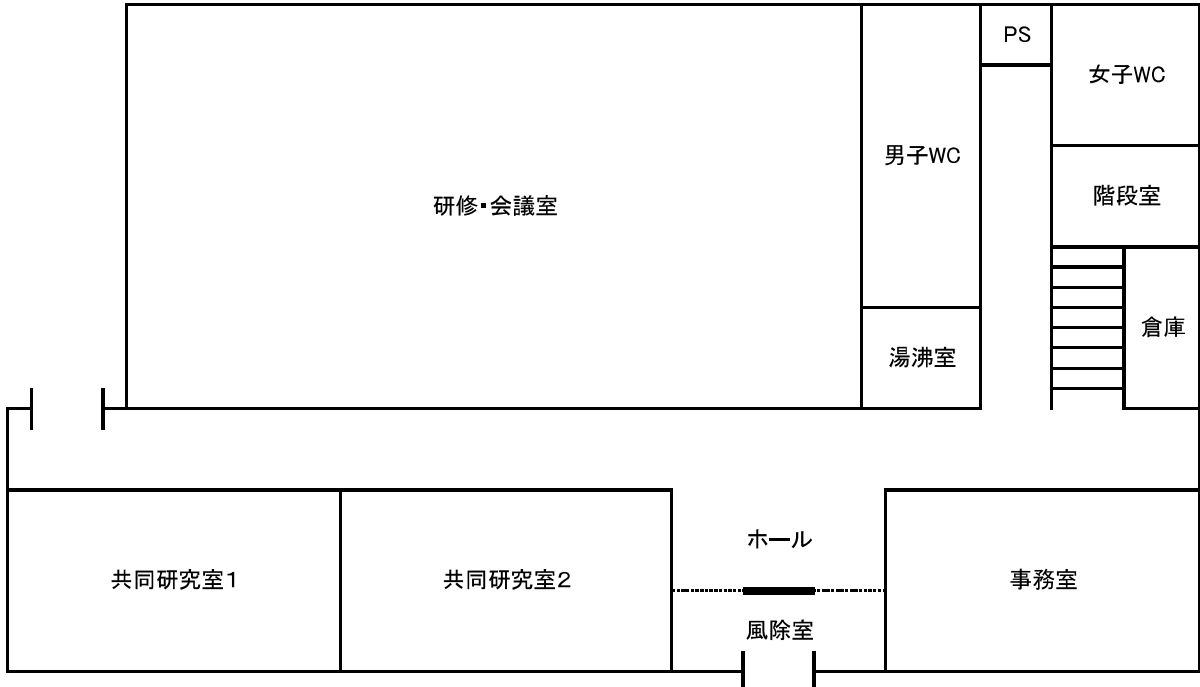 PS
女子WC
男子WC
階段室
研修・会議室
倉庫
湯沸室
ホール
共同研究室1
共同研究室2
事務室
風除室